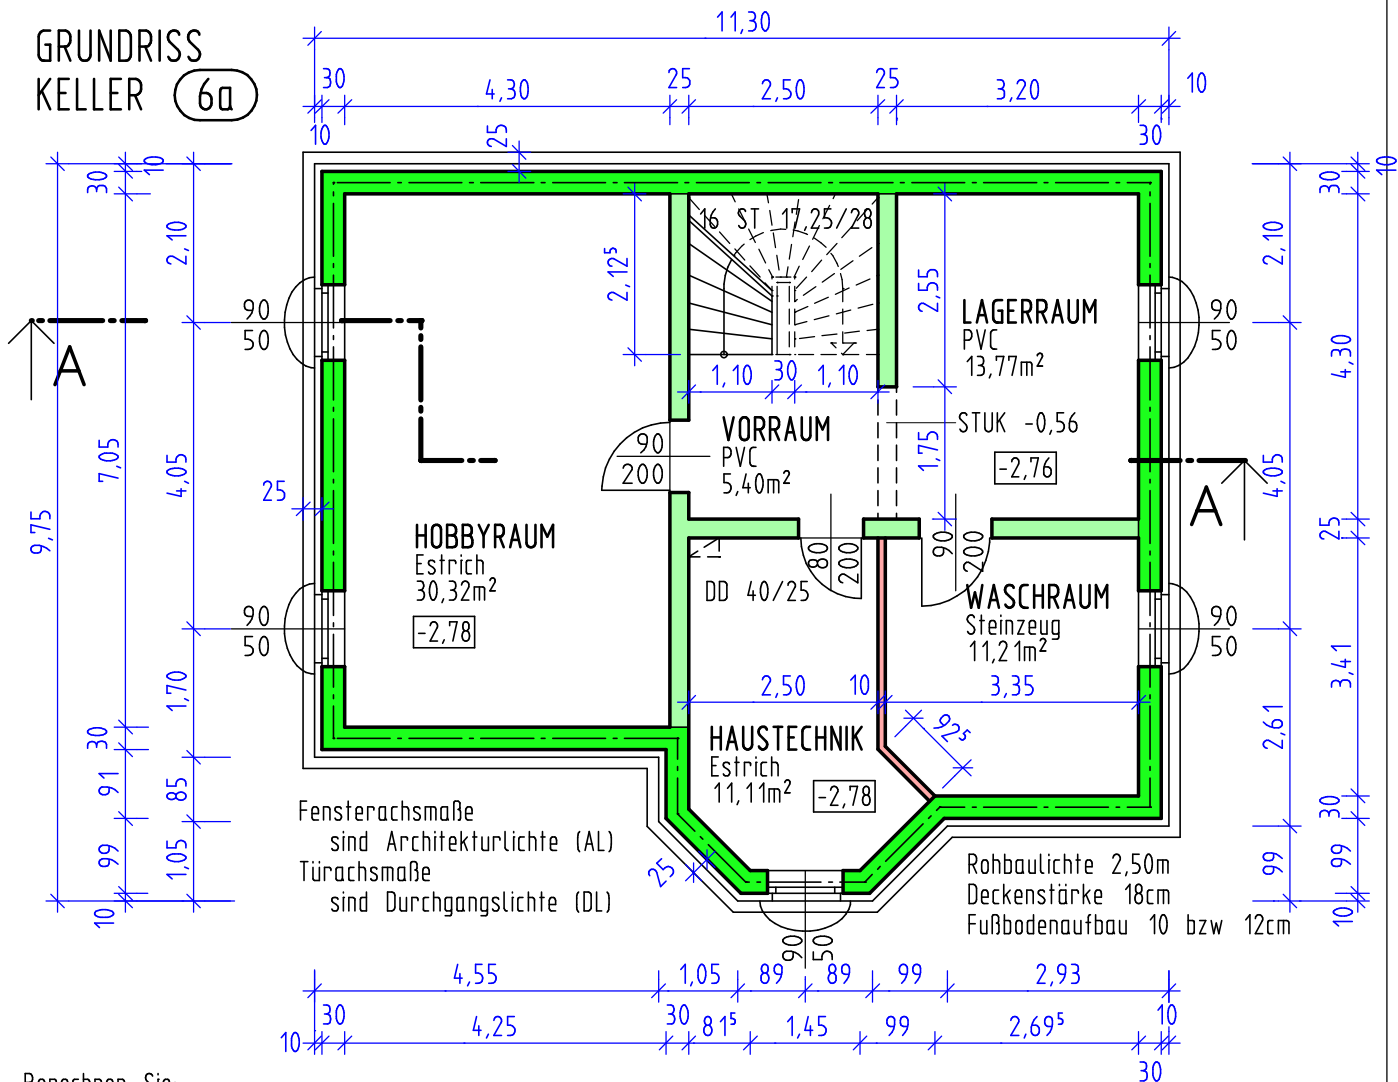 GRUNDRISS
KELLER 6a
11,30
30 4,30 25 2,50 25 3,20 10
10 30
25
9,75
30 7,05 30 91 99 10
10
2,10 4,05 1,70 85 1,05
25
90
50
90
50
A
2,12⁵
16 ST 17,25/28
1,10 30 1,10
2,55
1,75
LAGERRAUM
PVC
13,77m²
STUK -0,56
-2,76
VORRAUM
PVC
5,40m²
90
200
HOBBYRAUM
Estrich
30,32m²
-2,78
80
200
90
200
DD 40/25
WASCHRAUM
Steinzeug
11,21m²
2,50 10 3,35
92⁵
HAUSTECHNIK
Estrich
11,11m²
-2,78
25
90
50
90
50
90
50
A
2,10 4,05 2,61 99
10
30 4,30 25 3,41 30 99 10
Fensterachsmaße
sind Architekturlichte (AL)
Türachsmaße
sind Durchgangslichte (DL)
Rohbaulichte 2,50m
Deckenstärke 18cm
Fußbodenaufbau 10 bzw 12cm
4,55 1,05 89 89 99 2,93
10 30 4,25 30 81⁵ 1,45 99 2,69⁵ 10
30